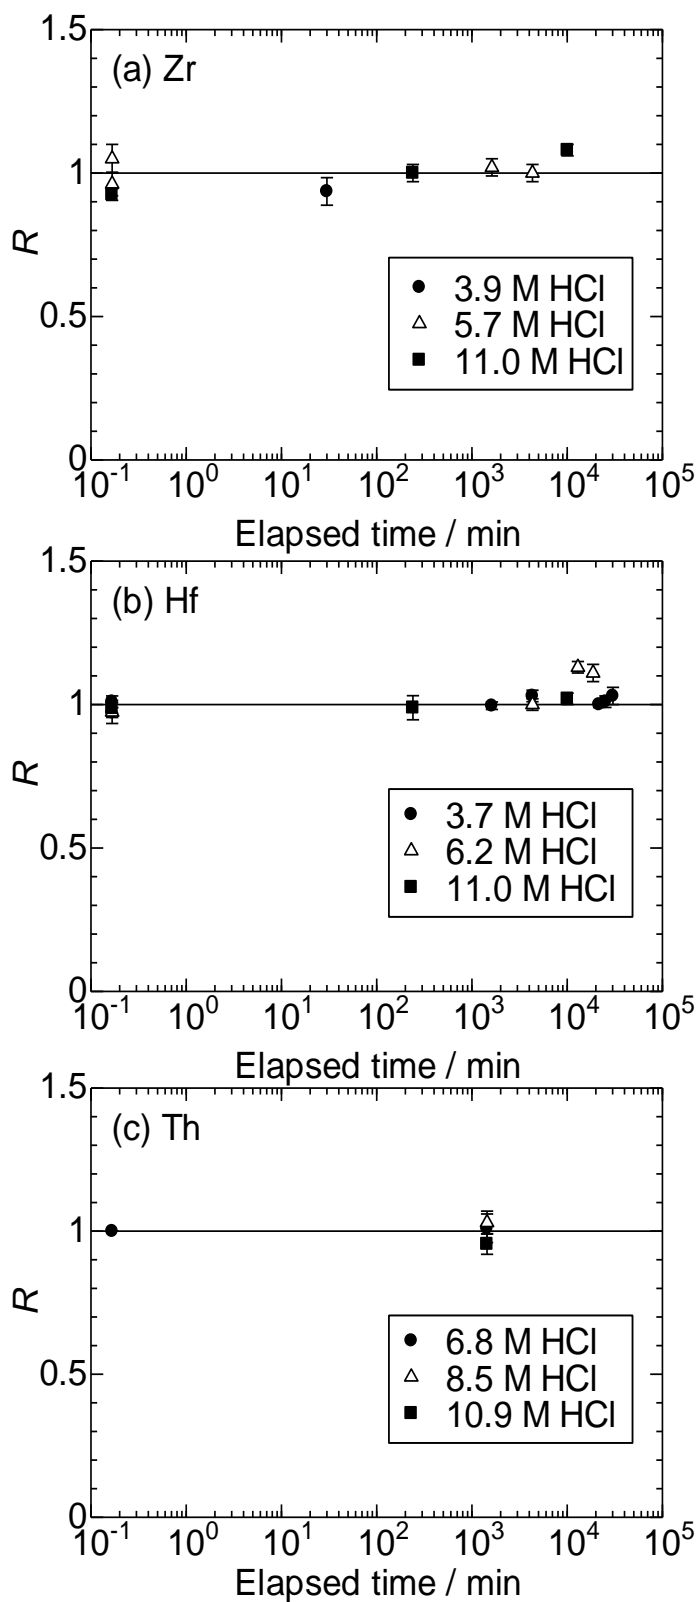 1.5
(a) Zr
1
R
0.5
3.9 M HCl
5.7 M HCl
11.0 M HCl
0
10⁻¹ 10⁰ 10¹ 10² 10³ 10⁴ 10⁵
Elapsed time / min
1.5
(b) Hf
1
R
0.5
3.7 M HCl
6.2 M HCl
11.0 M HCl
0
10⁻¹ 10⁰ 10¹ 10² 10³ 10⁴ 10⁵
Elapsed time / min
1.5
(c) Th
1
R
0.5
6.8 M HCl
8.5 M HCl
10.9 M HCl
0
10⁻¹ 10⁰ 10¹ 10² 10³ 10⁴ 10⁵
Elapsed time / min